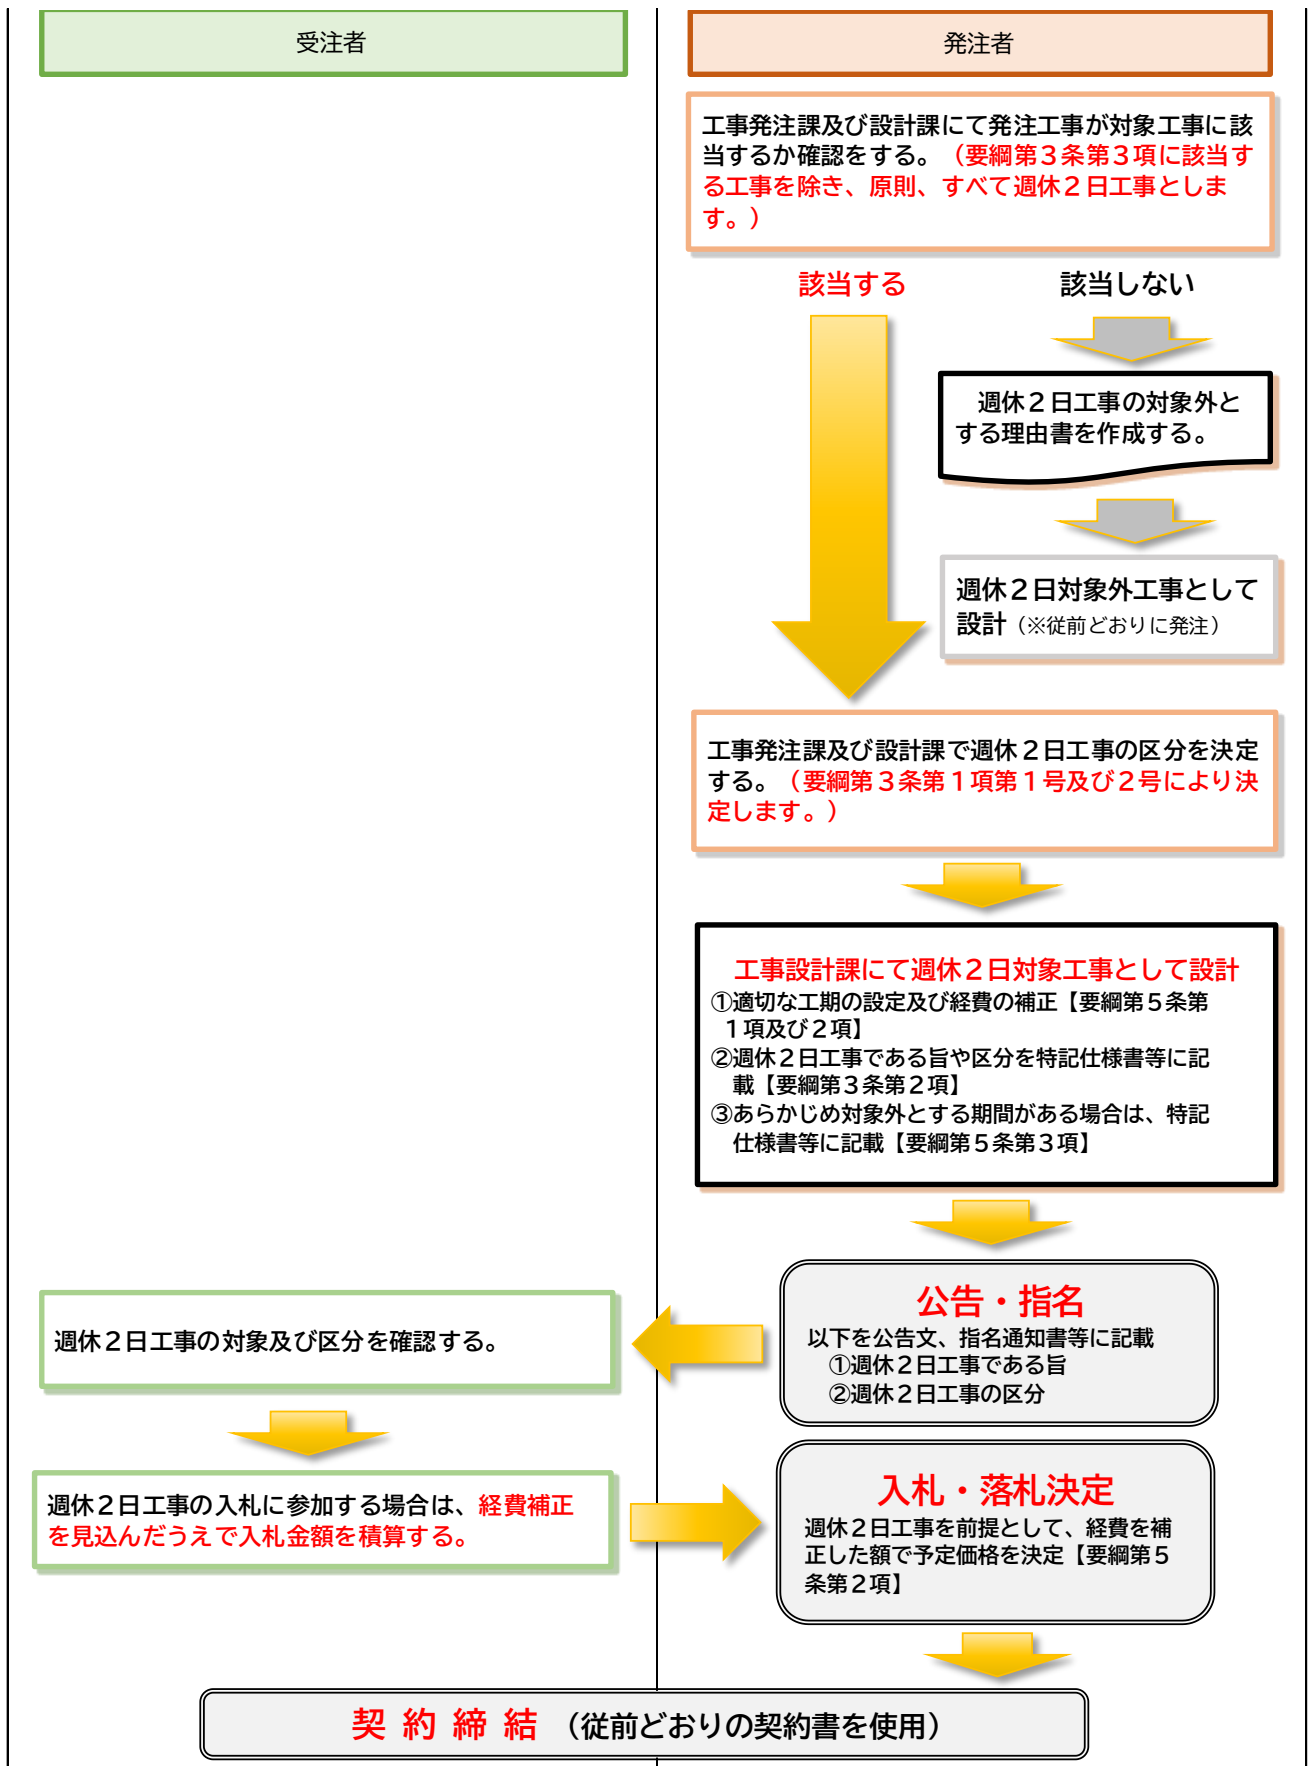 受注者
発注者
工事発注課及び設計課にて発注工事が対象工事に該
当するか確認をする。（要綱第３条第３項に該当す
る工事を除き、原則、すべて週休２日工事としま
す。）
該当する
該当しない
週休２日工事の対象外と
する理由書を作成する。
週休２日対象外工事として
設計（※従前どおりに発注）
工事発注課及び設計課で週休２日工事の区分を決定
する。（要綱第３条第１項第１号及び２号により決
定します。）
工事設計課にて週休２日対象工事として設計
①適切な工期の設定及び経費の補正【要綱第５条第
１項及び２項】
②週休２日工事である旨や区分を特記仕様書等に記
載【要綱第３条第２項】
③あらかじめ対象外とする期間がある場合は、特記
仕様書等に記載【要綱第５条第３項】
公告・指名
以下を公告文、指名通知書等に記載
①週休２日工事である旨
②週休２日工事の区分
週休２日工事の対象及び区分を確認する。
週休２日工事の入札に参加する場合は、経費補正
を見込んだうえで入札金額を積算する。
入札・落札決定
週休２日工事を前提として、経費を補
正した額で予定価格を決定【要綱第５
条第２項】
契 約 締 結 （従前どおりの契約書を使用）